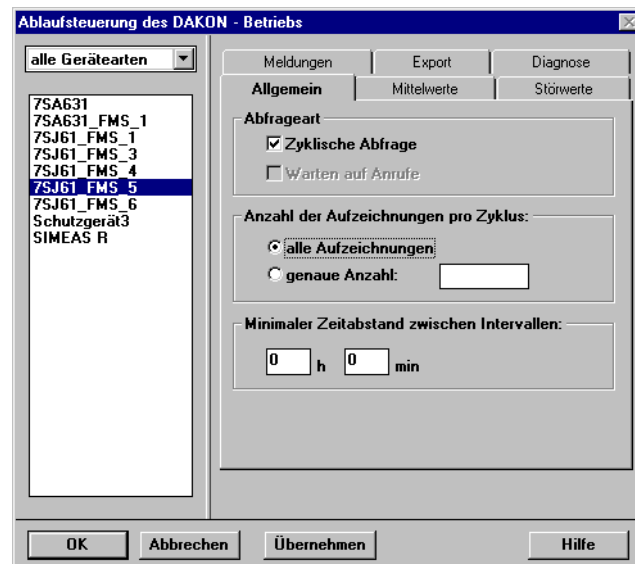 Ablaufsteuerung des DAKON - Betriebs
alle Gerätearten
7SA631
7SA631_FMS_1
7SJ61_FMS_1
7SJ61_FMS_3
7SJ61_FMS_4
7SJ61_FMS_5
7SJ61_FMS_6
Schutzgerät3
SIMEAS R
Meldungen Export Diagnose
Allgemein Mittelwerte Störwerte
Abfrageart
Zyklische Abfrage
Warten auf Anrufe
Anzahl der Aufzeichnungen pro Zyklus:
alle Aufzeichnungen
genaue Anzahl:
Minimaler Zeitabstand zwischen Intervallen:
0 h 0 min
OK Abbrechen Übernehmen Hilfe